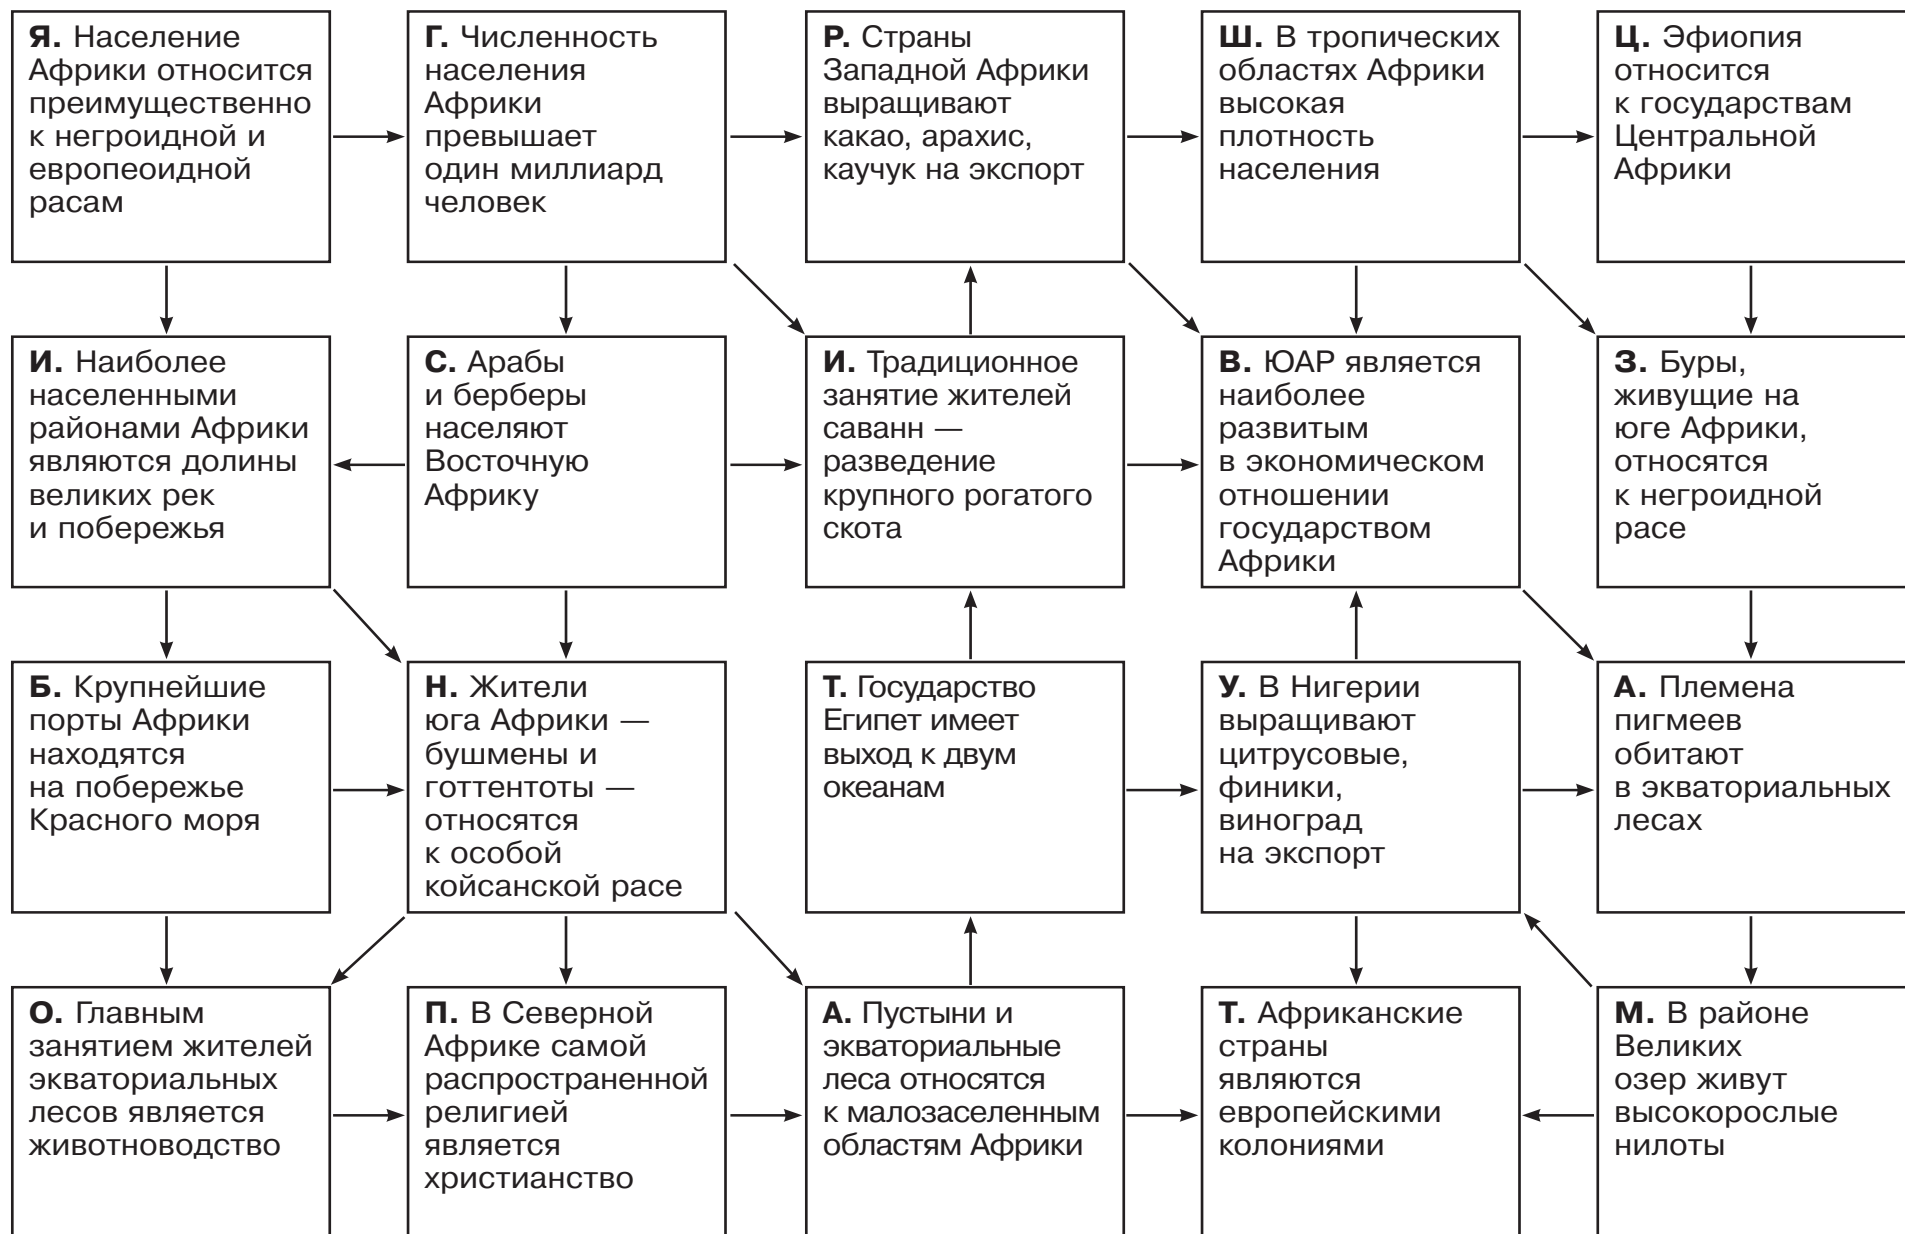 Я. Население
Африки относится
преимущественно
к негроидной и
европеоидной
расам
Г. Численность
населения
Африки
превышает
один миллиард
человек
Р. Страны
Западной Африки
выращивают
какао, арахис,
каучук на экспорт
Ш. В тропических
областях Африки
высокая
плотность
населения
Ц. Эфиопия
относится
к государствам
Центральной
Африки
И. Наиболее
населенными
районами Африки
являются долины
великих рек
и побережья
С. Арабы
и берберы
населяют
Восточную
Африку
И. Традиционное
занятие жителей
саванн —
разведение
крупного рогатого
скота
В. ЮАР является
наиболее
развитым
в экономическом
отношении
государством
Африки
З. Буры,
живущие на
юге Африки,
относятся
к негроидной
расе
Б. Крупнейшие
порты Африки
находятся
на побережье
Красного моря
Н. Жители
юга Африки —
бушмены и
готтентоты —
относятся
к особой
койсанской расе
Т. Государство
Египет имеет
выход к двум
океанам
У. В Нигерии
выращивают
цитрусовые,
финики,
виноград
на экспорт
А. Племена
пигмеев
обитают
в экваториальных
лесах
О. Главным
занятием жителей
экваториальных
лесов является
животноводство
П. В Северной
Африке самой
распространенной
религией
является
христианство
А. Пустыни и
экваториальные
леса относятся
к малозаселенным
областям Африки
Т. Африканские
страны
являются
европейскими
колониями
М. В районе
Великих
озер живут
высокорослые
нилоты